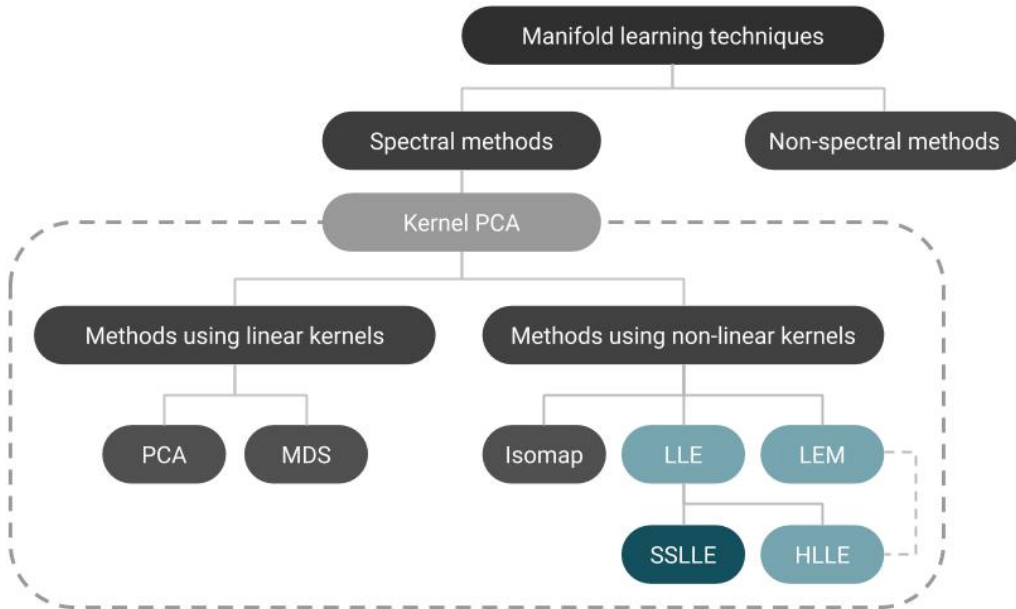 Manifold learning techniques
Spectral methods
Non-spectral methods
Kernel PCA
Methods using linear kernels
Methods using non-linear kernels
PCA
MDS
Isomap
LLE
LEM
SSLLE
HLLE